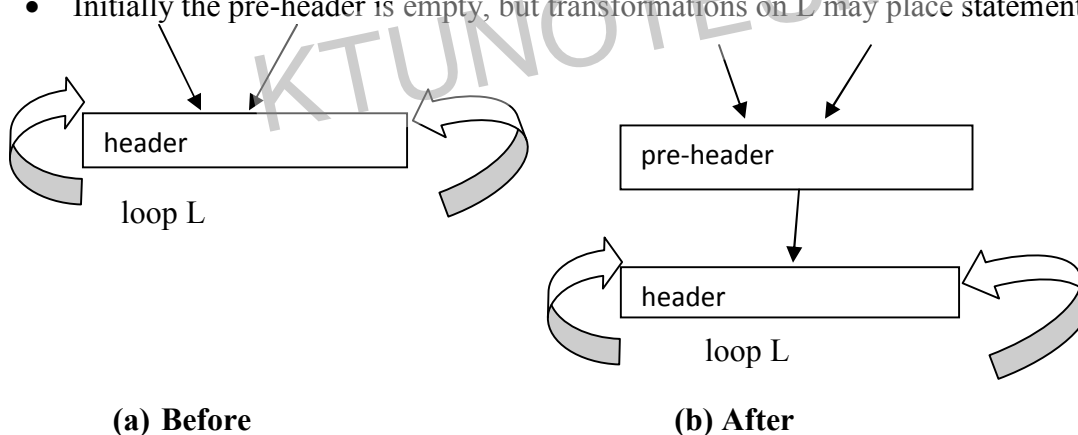 • Initially the pre-header is empty, but transformations on L may place statement
KTUNOTES
header
loop L
pre-header
header
loop L
(a) Before
(b) After